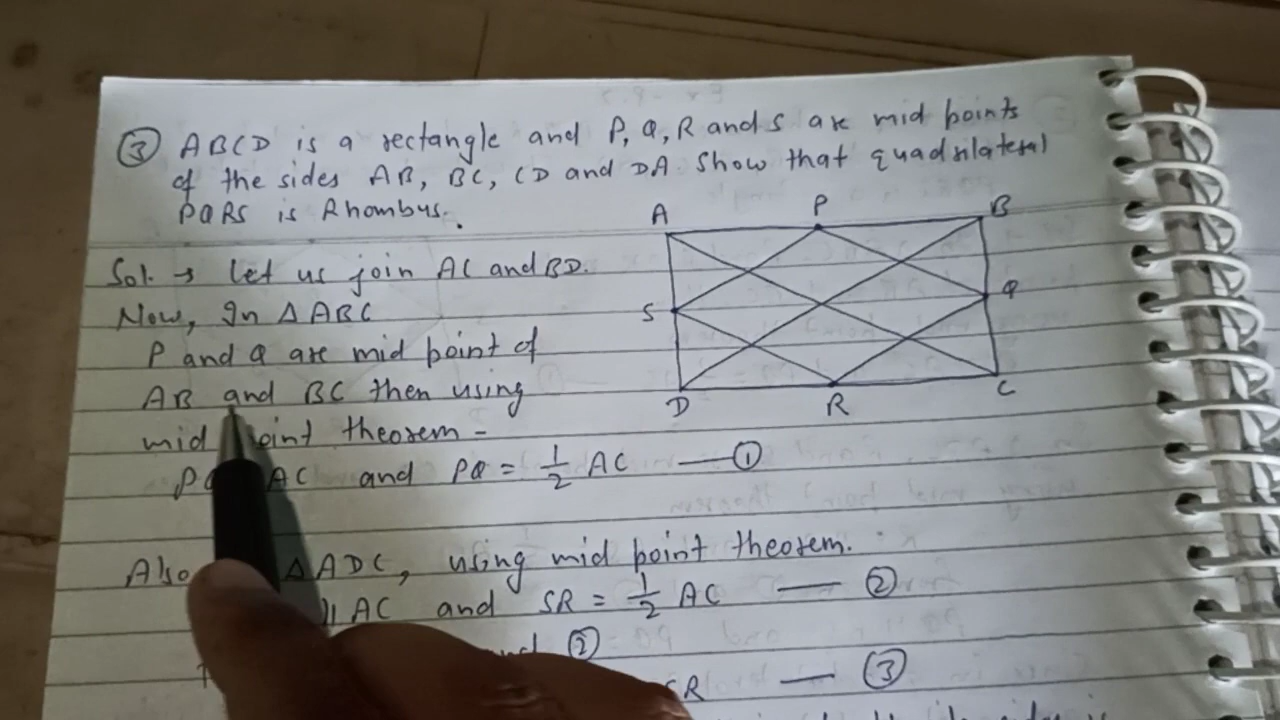 ③ ABCD is a rectangle and P, Q, R and S are mid points
of the sides AB, BC, CD and DA. Show that quadrilateral
PQRS is Rhombus.
Sol. → Let us join AC and BD.
Now, In △ABC
P and Q are mid point of
AB and BC then using
mid point theorem -
AC and PQ = 1/2 AC — ①
Also △ADC, using mid point theorem.
|| AC and SR = 1/2 AC — ②
②
SR — ③
A P B
S Q
D R C